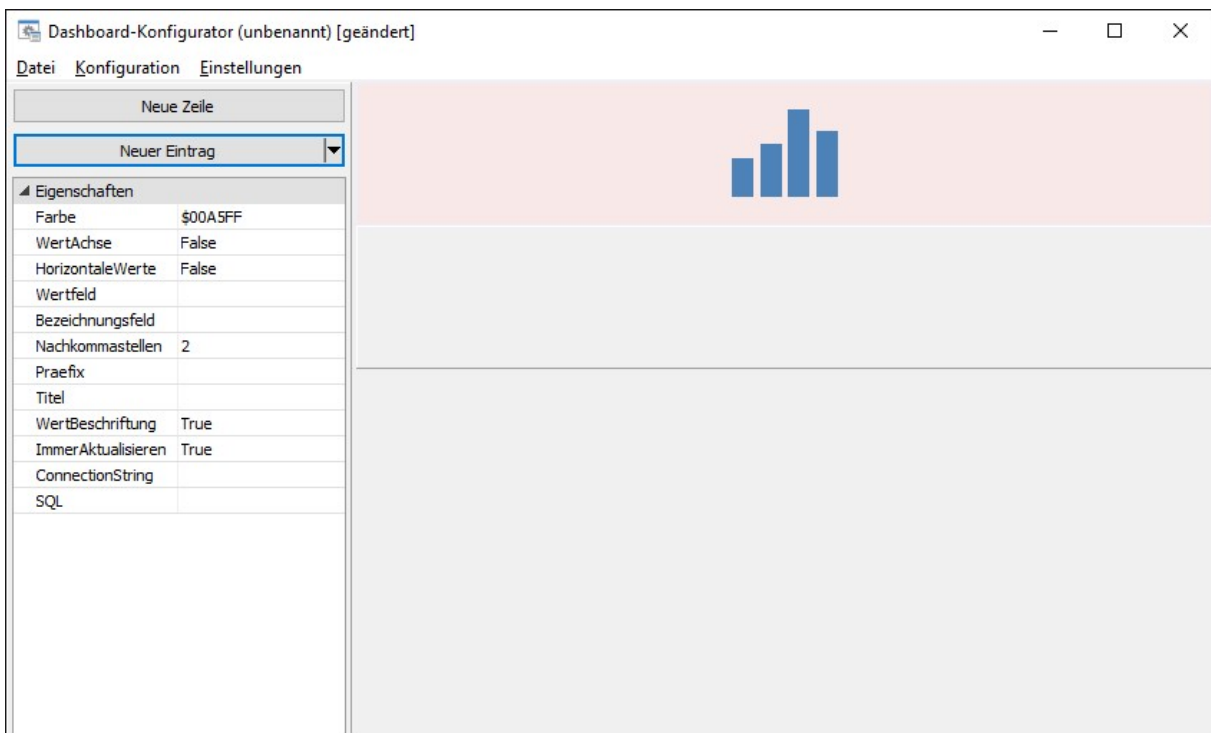 Dashboard-Konfigurator (unbenannt) [geändert]
Datei Konfiguration Einstellungen
Neue Zeile
Neuer Eintrag
Eigenschaften
Farbe $00A5FF
WertAchse False
HorizontaleWerte False
Wertfeld
Bezeichnungsfeld
Nachkommastellen 2
Praefix
Titel
WertBeschriftung True
ImmerAktualisieren True
ConnectionString
SQL